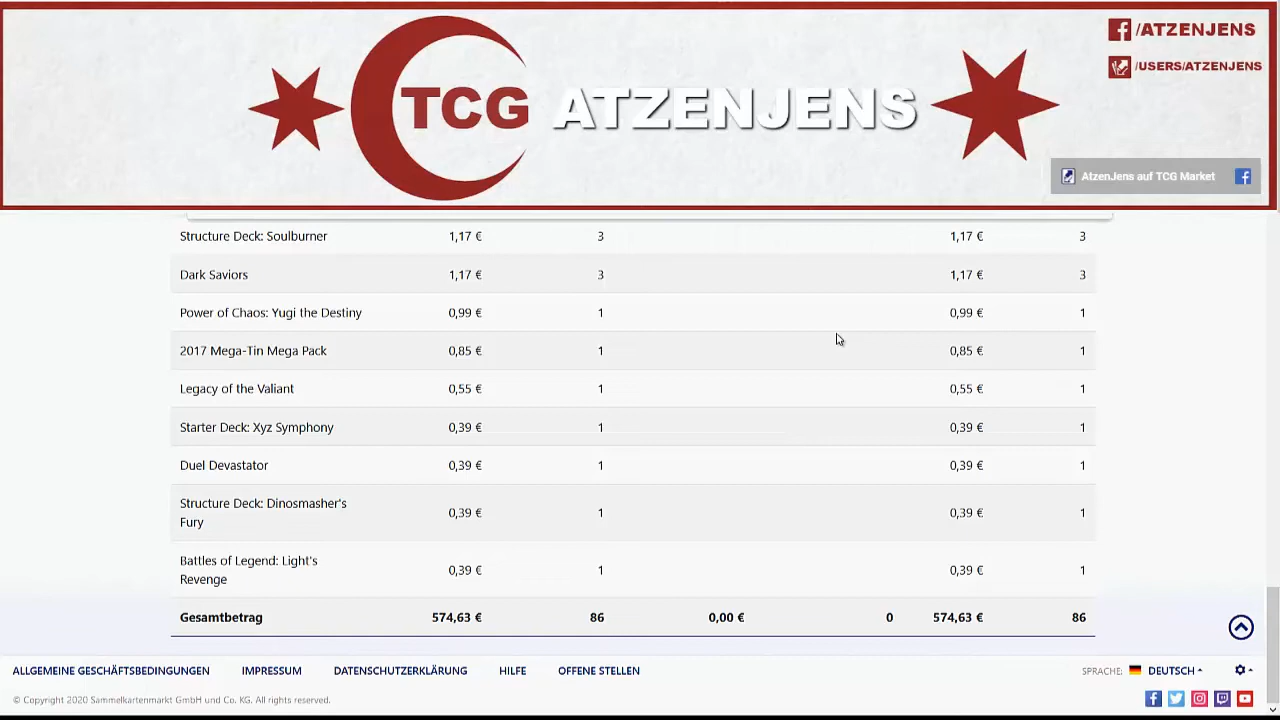 /ATZENJENS
/USERS/ATZENJENS
TCG ATZENJENS
AtzenJens auf TCG Market
Structure Deck: Soulburner 1,17 € 3 1,17 € 3
Dark Saviors 1,17 € 3 1,17 € 3
Power of Chaos: Yugi the Destiny 0,99 € 1 0,99 € 1
2017 Mega-Tin Mega Pack 0,85 € 1 0,85 € 1
Legacy of the Valiant 0,55 € 1 0,55 € 1
Starter Deck: Xyz Symphony 0,39 € 1 0,39 € 1
Duel Devastator 0,39 € 1 0,39 € 1
Structure Deck: Dinosmasher's
Fury 0,39 € 1 0,39 € 1
Battles of Legend: Light's
Revenge 0,39 € 1 0,39 € 1
Gesamtbetrag 574,63 € 86 0,00 € 0 574,63 € 86
ALLGEMEINE GESCHÄFTSBEDINGUNGEN IMPRESSUM DATENSCHUTZERKLÄRUNG HILFE OFFENE STELLEN SPRACHE: DEUTSCH
© Copyright 2020 Sammelkartenmarkt GmbH und Co. KG. All rights reserved.